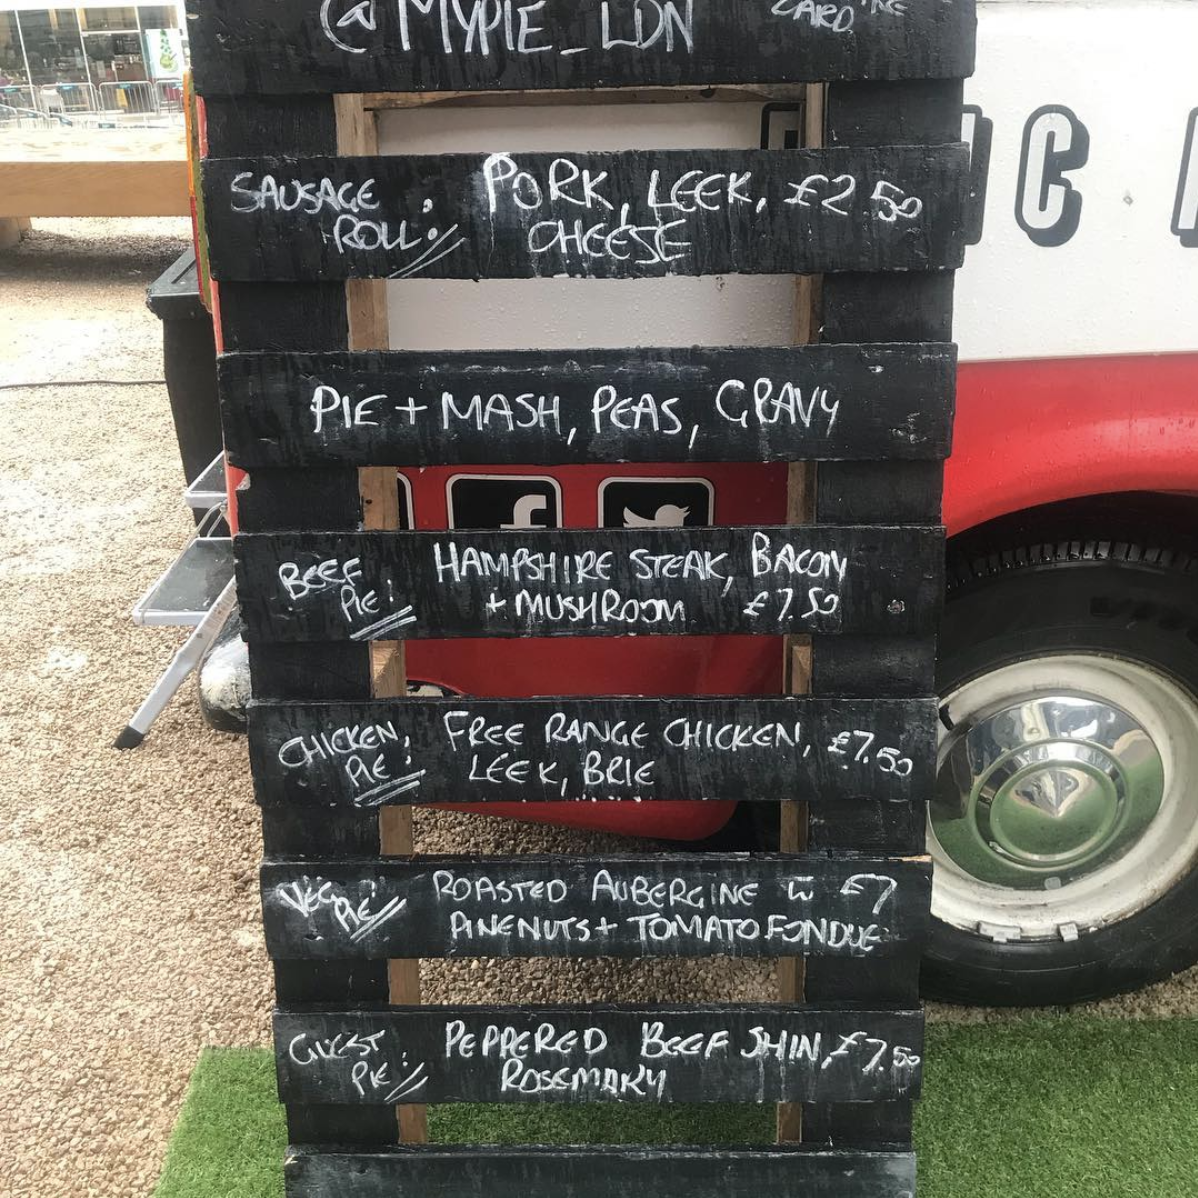 @MYPIE_LDN
CARD
SAUSAGE ROLL: PORK, LEEK, £2.50
CHEESE
PIE + MASH, PEAS, GRAVY
BEEF PIE: HAMPSHIRE STEAK, BACON
+ MUSHROOM £7.50
CHICKEN PIE: FREE RANGE CHICKEN, £7.50
LEEK, BRIE
VEG PIE: ROASTED AUBERGINE W £7
PINENUTS + TOMATO FONDUE
GUEST PIE: PEPPERED BEEF SHIN, £7.50
ROSEMARY
C